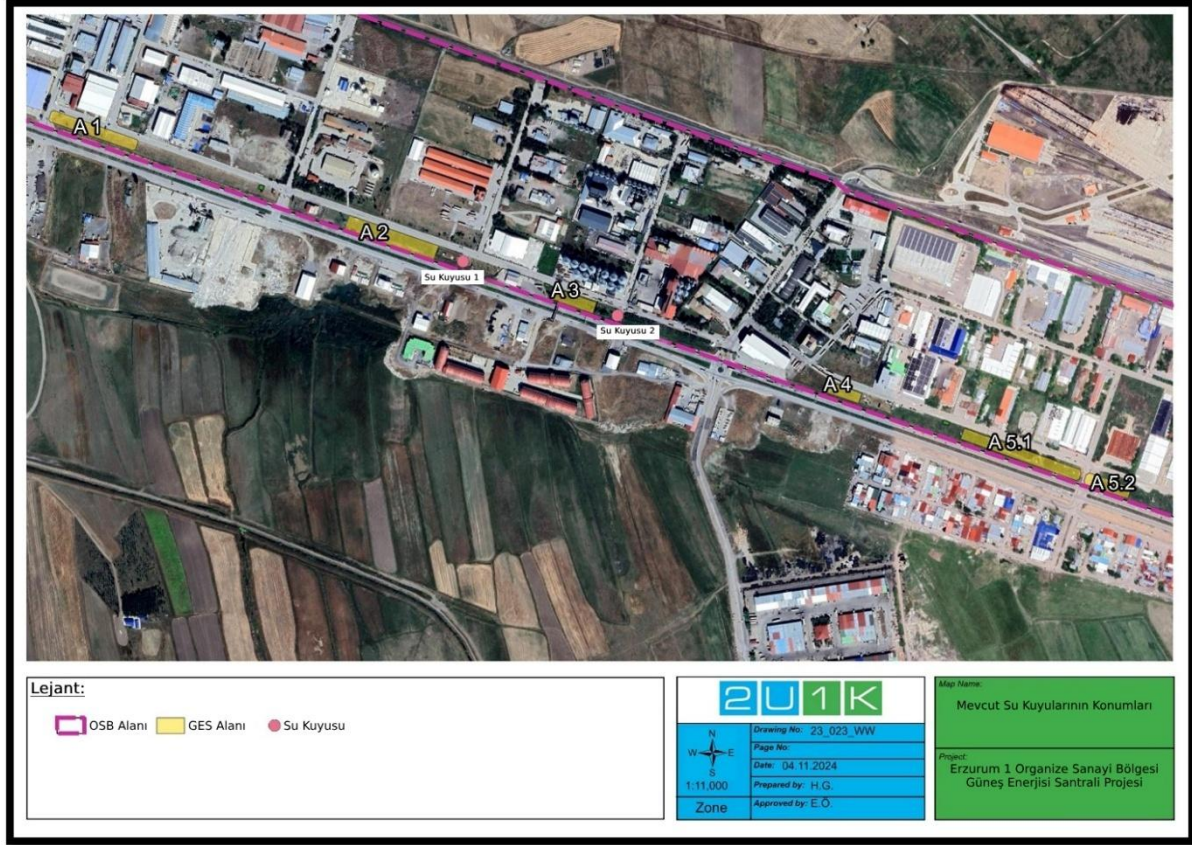 A 1
A 2
Su Kuyusu 1
A 3
Su Kuyusu 2
A 4
A 5.1
A 5.2
Lejant:
OSB Alanı
GES Alanı
Su Kuyusu
2U1K
N
W E
S
1:11,000
Zone
Drawing No: 23_023_WW
Page No:
Date: 04.11.2024
Prepared by: H.G.
Approved by: E.Ö.
Map Name:
Mevcut Su Kuyularının Konumları
Project:
Erzurum 1 Organize Sanayi Bölgesi
Güneş Enerjisi Santrali Projesi